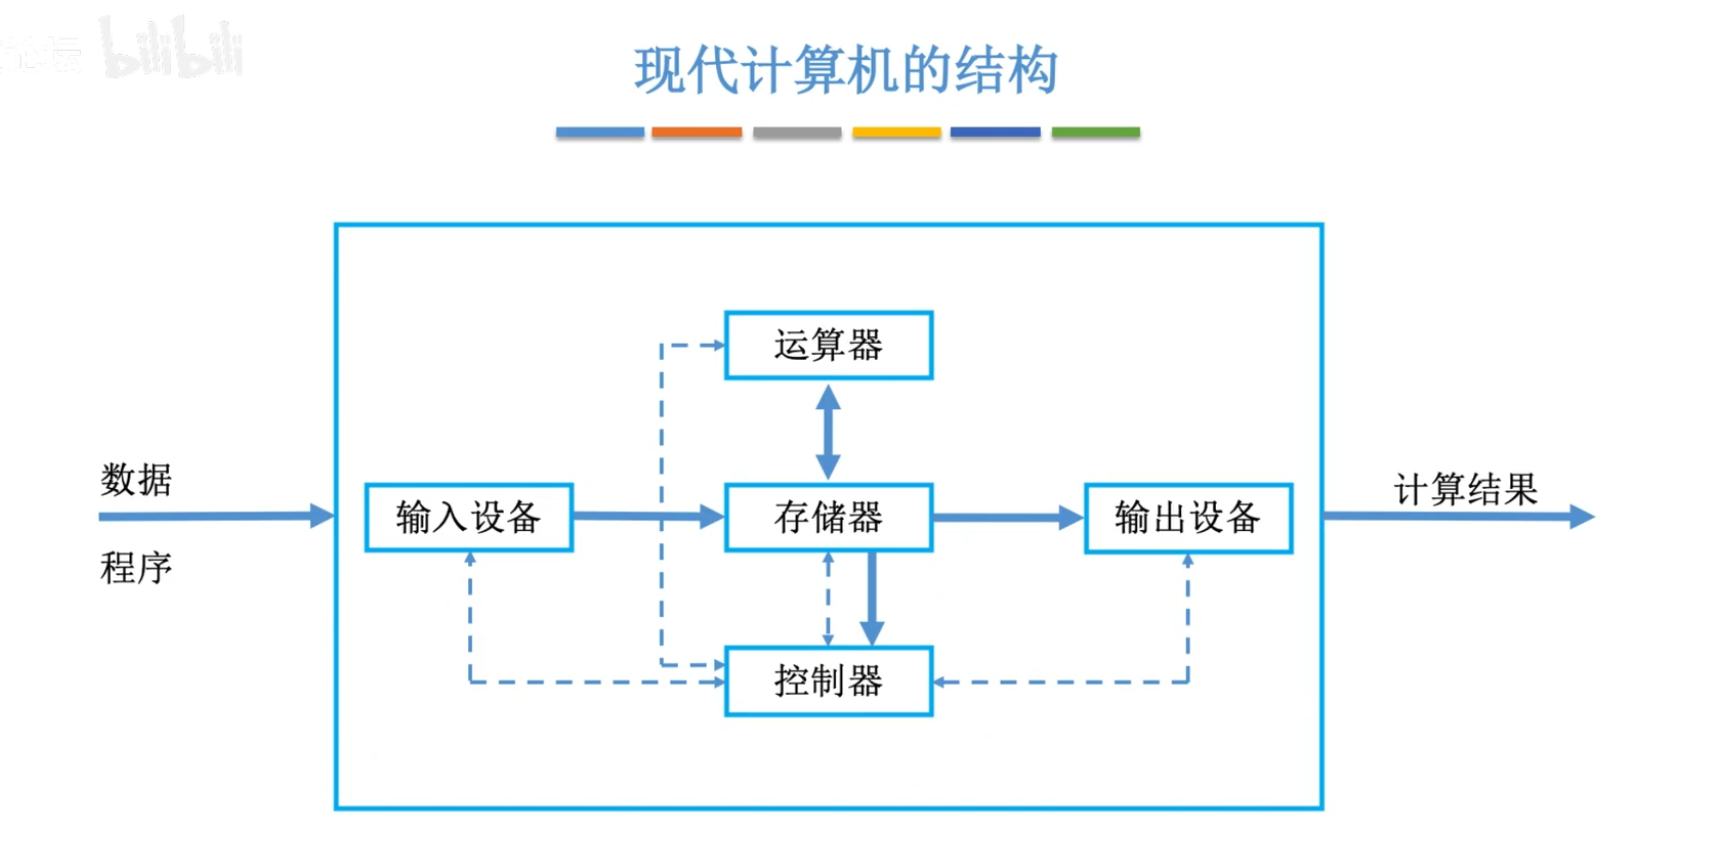 bilibili
现代计算机的结构
运算器
数据
程序
输入设备
存储器
输出设备
计算结果
控制器